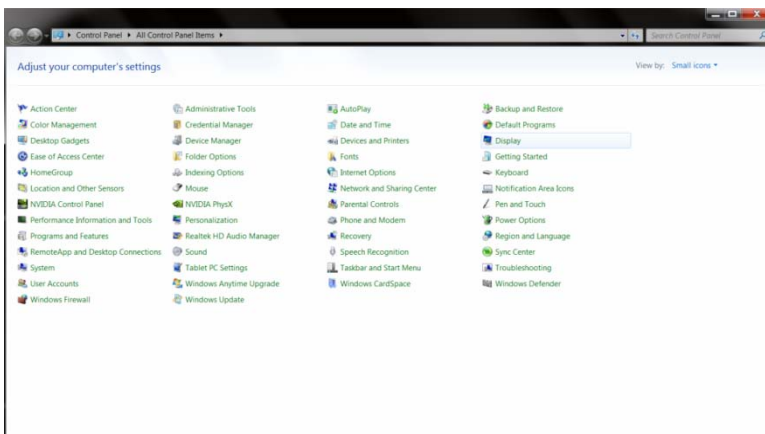 Control Panel All Control Panel Items Search Control Panel
Adjust your computer's settings View by: Small icons
Action Center Administrative Tools AutoPlay Backup and Restore
Color Management Credential Manager Date and Time Default Programs
Desktop Gadgets Device Manager Devices and Printers Display
Ease of Access Center Folder Options Fonts Getting Started
HomeGroup Indexing Options Internet Options Keyboard
Location and Other Sensors Mouse Network and Sharing Center Notification Area Icons
NVIDIA Control Panel NVIDIA PhysX Parental Controls Pen and Touch
Performance Information and Tools Personalization Phone and Modem Power Options
Programs and Features Realtek HD Audio Manager Recovery Region and Language
RemoteApp and Desktop Connections Sound Speech Recognition Sync Center
System Tablet PC Settings Taskbar and Start Menu Troubleshooting
User Accounts Windows Anytime Upgrade Windows CardSpace Windows Defender
Windows Firewall Windows Update